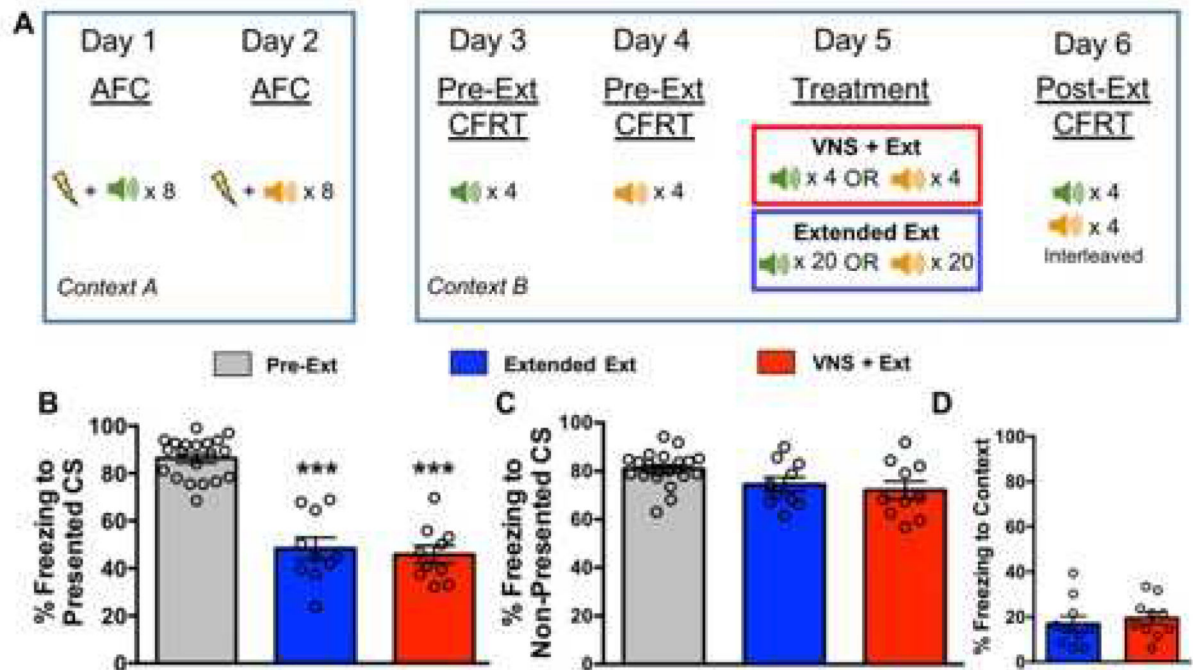 A
Day 1
AFC
+ x 8
Day 2
AFC
+ x 8
Context A
Day 3
Pre-Ext
CFRT
x 4
Day 4
Pre-Ext
CFRT
x 4
Day 5
Treatment
VNS + Ext
x 4 OR x 4
Extended Ext
x 20 OR x 20
Day 6
Post-Ext
CFRT
x 4
x 4
Interleaved
Context B
Pre-Ext
Extended Ext
VNS + Ext
B
% Freezing to
Presented CS
100
80
60
40
20
0
***
***
C
% Freezing to
Non-Presented CS
100
80
60
40
20
0
D
% Freezing to Context
100
80
60
40
20
0